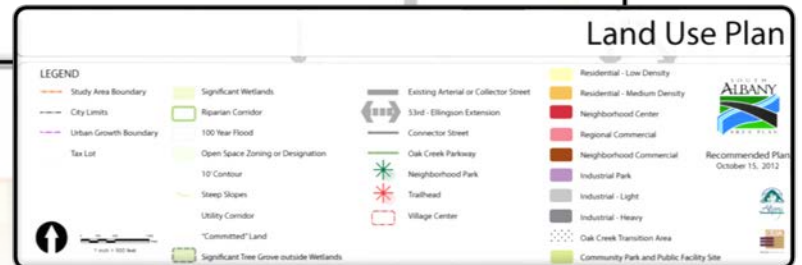 Land Use Plan
LEGEND
Study Area Boundary
City Limits
Urban Growth Boundary
Tax Lot
Significant Wetlands
Riparian Corridor
100 Year Flood
Open Space Zoning or Designation
10' Contour
Steep Slopes
Utility Corridor
"Committed" Land
Significant Tree Grove outside Wetlands
Existing Arterial or Collector Street
53rd - Ellingson Extension
Connector Street
Oak Creek Parkway
Neighborhood Park
Trailhead
Village Center
Residential - Low Density
Residential - Medium Density
Neighborhood Center
Regional Commercial
Neighborhood Commercial
Industrial Park
Industrial - Light
Industrial - Heavy
Oak Creek Transition Area
Community Park and Public Facility Site
SOUTH
ALBANY
AREA PLAN
Recommended Plan
October 15, 2012